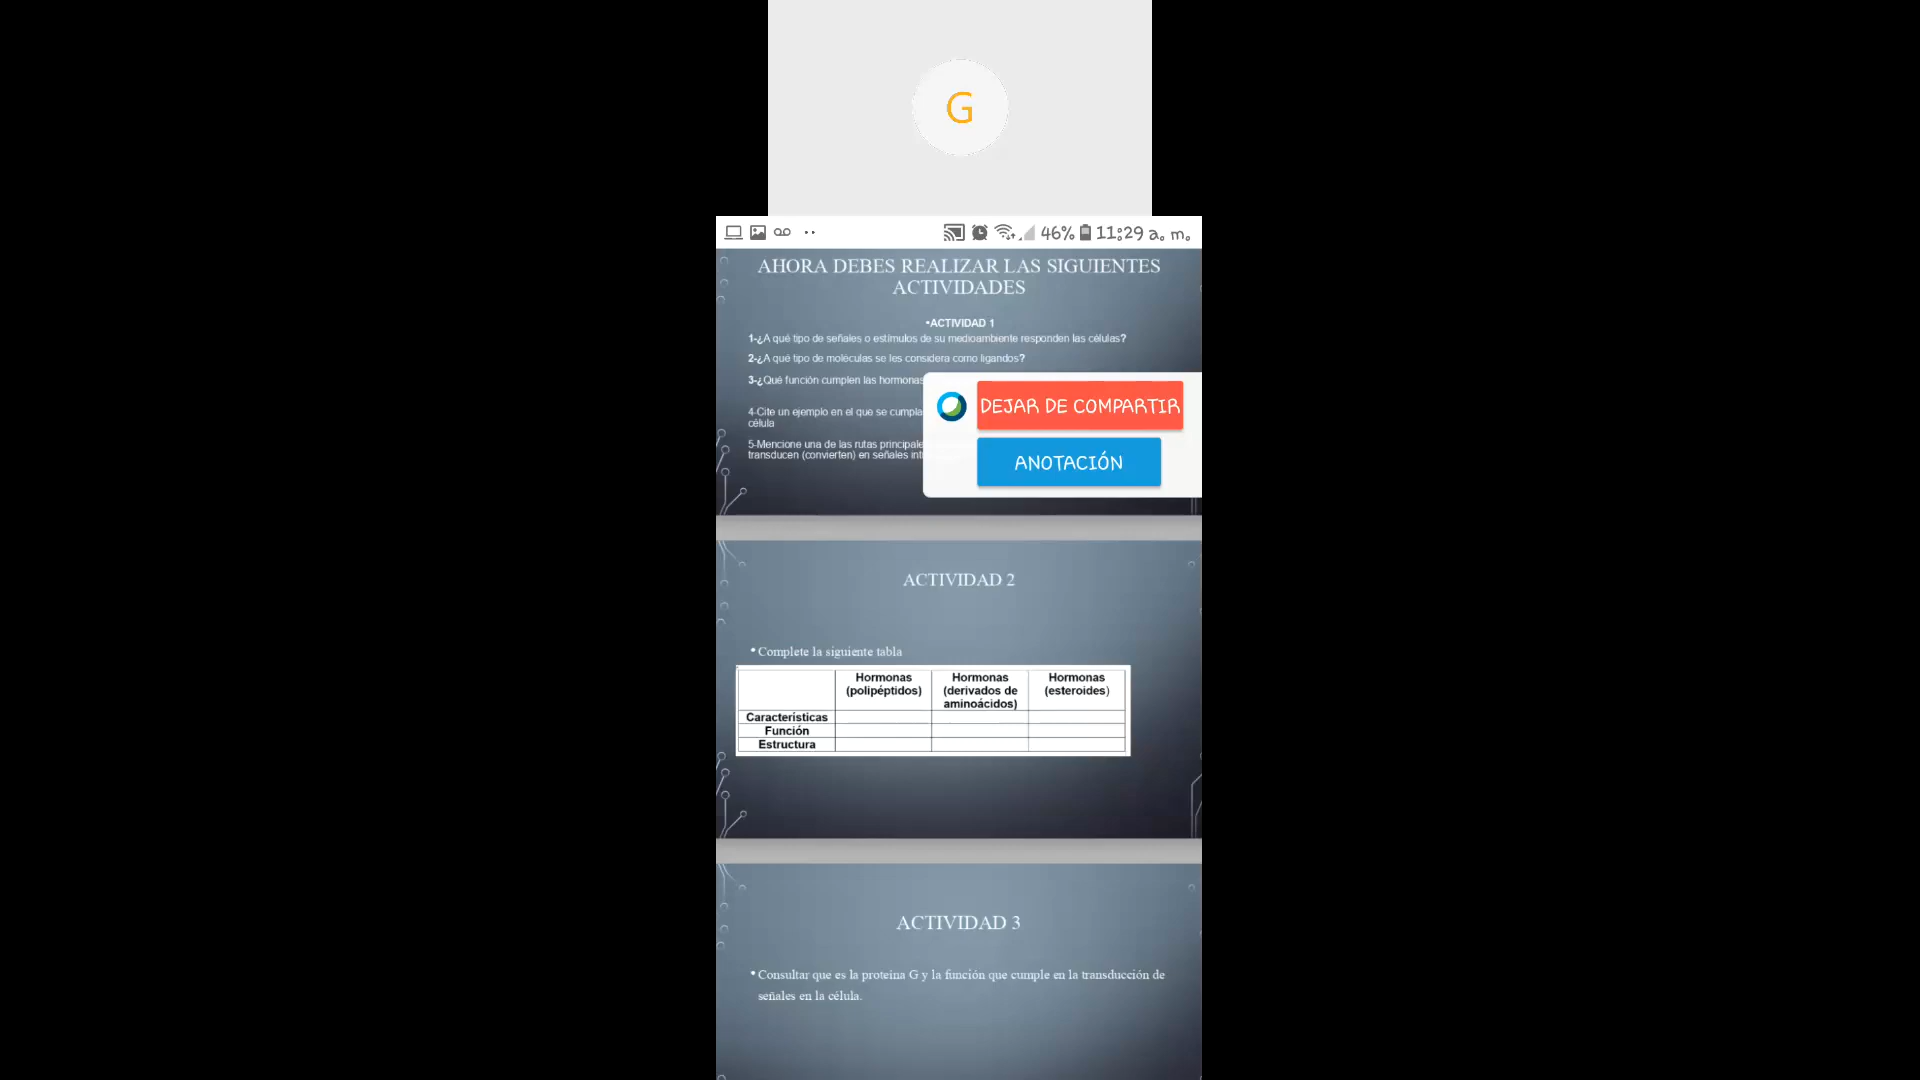 G
46% 11:29 a. m.
AHORA DEBES REALIZAR LAS SIGUIENTES
ACTIVIDADES
•ACTIVIDAD 1
1-¿A qué tipo de señales o estímulos de su medioambiente responden las células?
2-¿A qué tipo de moléculas se les considera como ligandos?
3-¿Qué función cumplen las hormonas
DEJAR DE COMPARTIR
4-Cite un ejemplo en el que se cumpla
célula
5-Mencione una de las rutas principale
transducen (convierten) en señales int
ANOTACIÓN
ACTIVIDAD 2
• Complete la siguiente tabla
Hormonas (polipéptidos) Hormonas (derivados de aminoácidos) Hormonas (esteroides)
Características
Función
Estructura
ACTIVIDAD 3
• Consultar que es la proteína G y la función que cumple en la transducción de
señales en la célula.